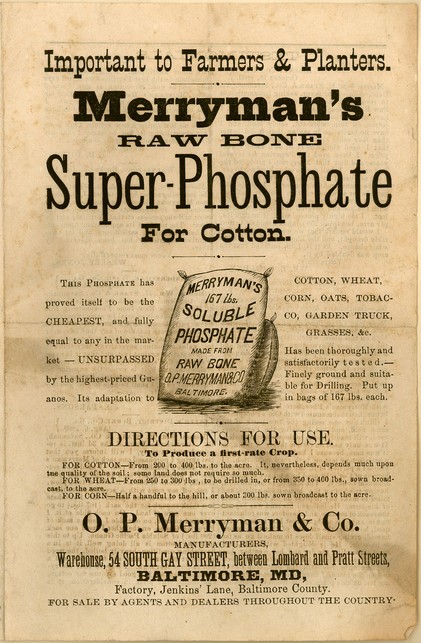 Important to Farmers & Planters.
Merryman's
RAW BONE
Super-Phosphate
For Cotton.
THIS PHOSPHATE has
proved itself to be the
CHEAPEST, and fully
equal to any in the mar-
ket — UNSURPASSED
by the highest-priced Gu-
anos. Its adaptation to
MERRYMAN'S
167 lbs.
SOLUBLE
PHOSPHATE
MADE FROM
RAW BONE
O.P. MERRYMAN & CO
BALTIMORE.
COTTON, WHEAT,
CORN, OATS, TOBAC-
CO, GARDEN TRUCK,
GRASSES, &c.
Has been thoroughly and
satisfactorily tested.—
Finely ground and suita-
ble for Drilling. Put up
in bags of 167 lbs. each.
DIRECTIONS FOR USE.
To Produce a first-rate Crop.
FOR COTTON—From 200 to 400 lbs. to the acre. It, nevertheless, depends much upon
the quality of the soil; some land does not require so much.
FOR WHEAT—From 250 to 300 lbs., to be drilled in, or from 350 to 400 lbs., sown broad-
cast, to the acre.
FOR CORN—Half a handful to the hill, or about 300 lbs. sown broadcast to the acre.
O. P. Merryman & Co.
MANUFACTURERS,
Warehouse, 54 SOUTH GAY STREET, between Lombard and Pratt Streets,
BALTIMORE, MD,
Factory, Jenkins' Lane, Baltimore County.
FOR SALE BY AGENTS AND DEALERS THROUGHOUT THE COUNTRY-